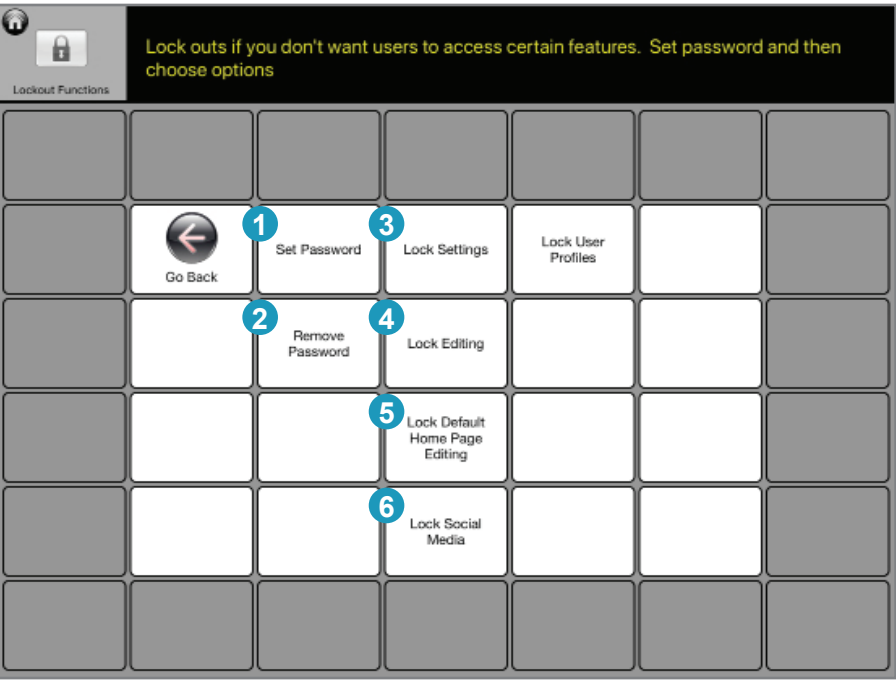 Lock outs if you don't want users to access certain features.  Set password and then
choose options
Lockout Functions
1
3
Go Back
Set Password
Lock Settings
Lock User
Profiles
2
4
Remove
Password
Lock Editing
5
Lock Default
Home Page
Editing
6
Lock Social
Media